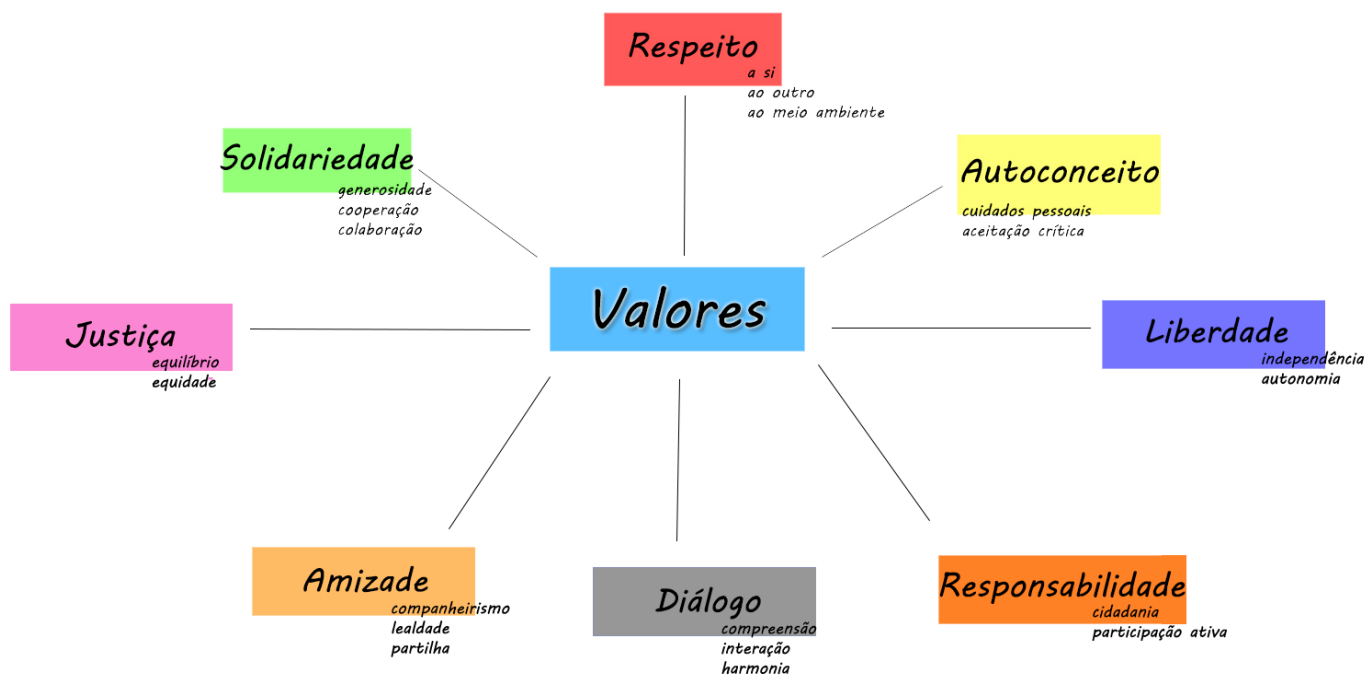 Respeito
a si
ao outro
ao meio ambiente
Solidariedade
generosidade
cooperação
colaboração
Autoconceito
cuidados pessoais
aceitação crítica
Valores
Justiça
equilíbrio
equidade
Liberdade
independência
autonomia
Amizade
companheirismo
lealdade
partilha
Diálogo
compreensão
interação
harmonia
Responsabilidade
cidadania
participação ativa